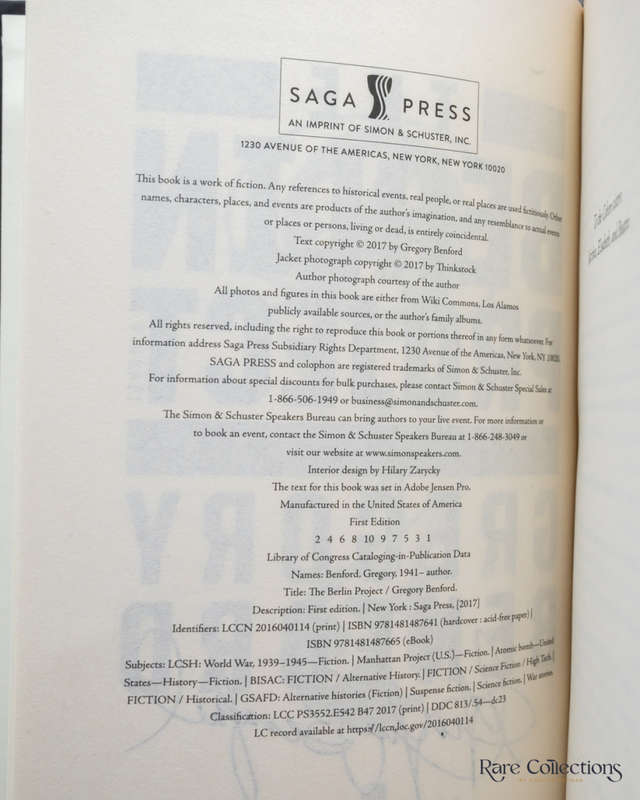 SAGA PRESS
AN IMPRINT OF SIMON & SCHUSTER, INC.
1230 AVENUE OF THE AMERICAS, NEW YORK, NEW YORK 10020
This book is a work of fiction. Any references to historical events, real people, or real places are used fictitiously. Other
names, characters, places, and events are products of the author's imagination, and any resemblance to actual events
or places or persons, living or dead, is entirely coincidental.
Text copyright © 2017 by Gregory Benford
Jacket photograph copyright © 2017 by Thinkstock
Author photograph courtesy of the author
All photos and figures in this book are either from Wiki Commons, Los Alamos
publicly available sources, or the author's family albums.
All rights reserved, including the right to reproduce this book or portions thereof in any form whatsoever. For
information address Saga Press Subsidiary Rights Department, 1230 Avenue of the Americas, New York, NY 10020.
SAGA PRESS and colophon are registered trademarks of Simon & Schuster, Inc.
For information about special discounts for bulk purchases, please contact Simon & Schuster Special Sales at
1-866-506-1949 or business@simonandschuster.com.
The Simon & Schuster Speakers Bureau can bring authors to your live event. For more information or
to book an event, contact the Simon & Schuster Speakers Bureau at 1-866-248-3049 or
visit our website at www.simonspeakers.com.
Interior design by Hilary Zarycky
The text for this book was set in Adobe Jensen Pro.
Manufactured in the United States of America
First Edition
2 4 6 8 10 9 7 5 3 1
Library of Congress Cataloging-in-Publication Data
Names: Benford, Gregory, 1941– author.
Title: The Berlin Project / Gregory Benford.
Description: First edition. | New York : Saga Press, [2017]
Identifiers: LCCN 2016040114 (print) | ISBN 9781481487641 (hardcover : acid-free paper) |
ISBN 9781481487665 (eBook)
Subjects: LCSH: World War, 1939–1945—Fiction. | Manhattan Project (U.S.)—Fiction. | Atomic bomb—United
States—History—Fiction. | BISAC: FICTION / Alternative History. | FICTION / Science Fiction / High Tech. |
FICTION / Historical. | GSAFD: Alternative histories (Fiction) | Suspense fiction. | Science fiction. | War stories.
Classification: LCC PS3552.E542 B47 2017 (print) | DDC 813/.54—dc23
LC record available at https://lccn.loc.gov/2016040114
Rare Collections